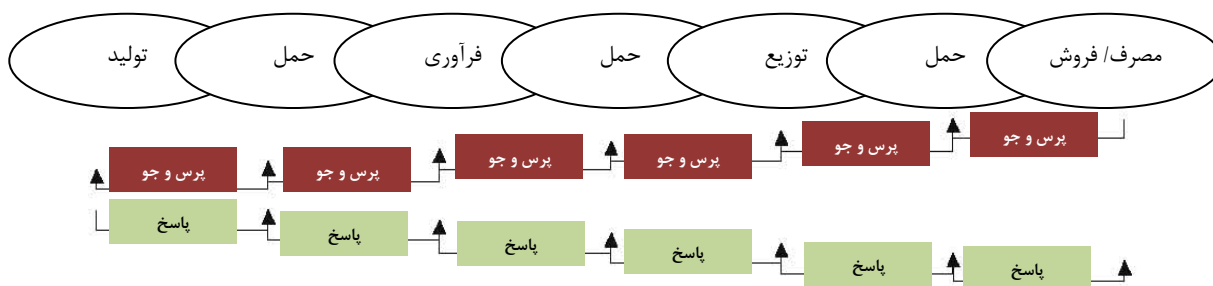 مصرف/ فروش
حمل
توزیع
حمل
فرآوری
حمل
تولید
پرس و جو
پرس و جو
پرس و جو
پرس و جو
پرس و جو
پرس و جو
پاسخ
پاسخ
پاسخ
پاسخ
پاسخ
پاسخ